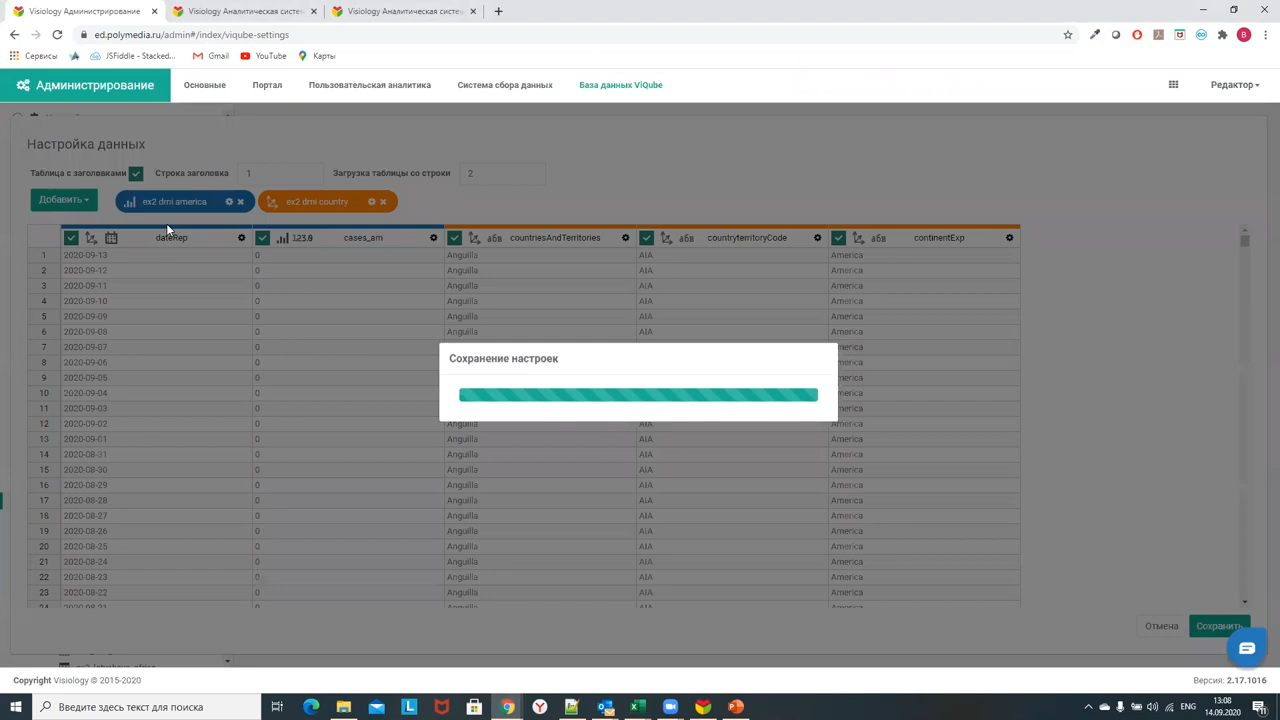 Visiology Администрирование
Visiology Аналитическая систем
Visiology Аналитическая систем
ed.polymedia.ru/admin#/index/viqube-settings
B
Сервисы
JSFiddle - Stacked...
Gmail
YouTube
Карты
Администрирование
Основные
Портал
Пользовательская аналитика
Система сбора данных
База данных ViQube
Редактор
Настройка данных
Таблица с заголовками
Строка заголовка
1
Загрузка таблицы со строки
2
Добавить
ex2 dmi america
ex2 dmi country
dateRep
123.0 cases_am
абв countriesAndTerritories
абв countryterritoryCode
абв continentExp
1 2020-09-13 0 Anguilla AIA America
2 2020-09-12 0 Anguilla AIA America
3 2020-09-11 0 Anguilla AIA America
4 2020-09-10 0 Anguilla AIA America
5 2020-09-09 0 Anguilla AIA America
6 2020-09-08 0 Anguilla AIA America
7 2020-09-07
8 2020-09-06
9 2020-09-05
10 2020-09-04
11 2020-09-03
12 2020-09-02 0 Anguilla AIA America
13 2020-09-01 0 Anguilla AIA America
14 2020-08-31 0 Anguilla AIA America
15 2020-08-30 0 Anguilla AIA America
16 2020-08-29 0 Anguilla AIA America
17 2020-08-28 0 Anguilla AIA America
18 2020-08-27 0 Anguilla AIA America
19 2020-08-26 0 Anguilla AIA America
20 2020-08-25 0 Anguilla AIA America
21 2020-08-24 0 Anguilla AIA America
22 2020-08-23 0 Anguilla AIA America
23 2020-08-22 0 Anguilla AIA America
Сохранение настроек
Отмена
Сохранить
Copyright Visiology © 2015-2020
Версия: 2.17.1016
Введите здесь текст для поиска
ENG
13:08
14.09.2020